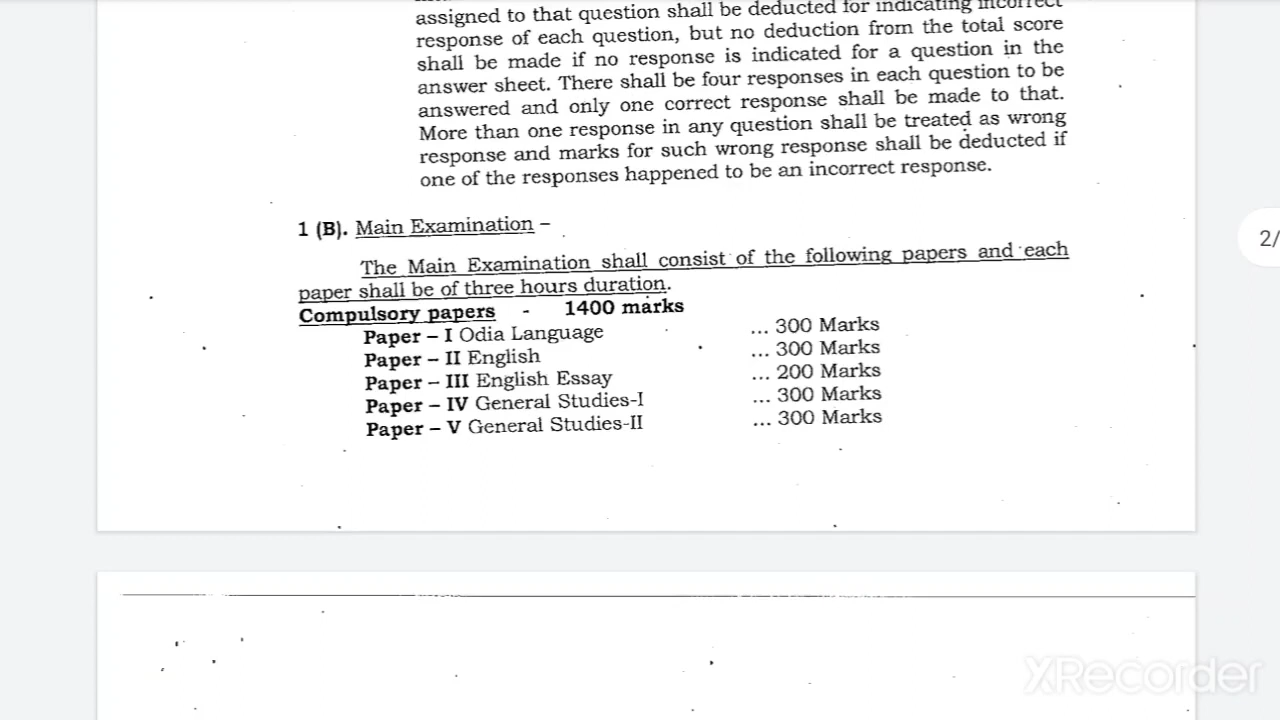 assigned to that question shall be deducted for indicating incorrect
response of each question, but no deduction from the total score
shall be made if no response is indicated for a question in the
answer sheet. There shall be four responses in each question to be
answered and only one correct response shall be made to that.
More than one response in any question shall be treated as wrong
response and marks for such wrong response shall be deducted if
one of the responses happened to be an incorrect response.
1 (B). Main Examination –
The Main Examination shall consist of the following papers and each
paper shall be of three hours duration.
Compulsory papers - 1400 marks
Paper – I Odia Language ... 300 Marks
Paper – II English ... 300 Marks
Paper – III English Essay ... 200 Marks
Paper – IV General Studies-I ... 300 Marks
Paper – V General Studies-II ... 300 Marks
2/
XRecorder